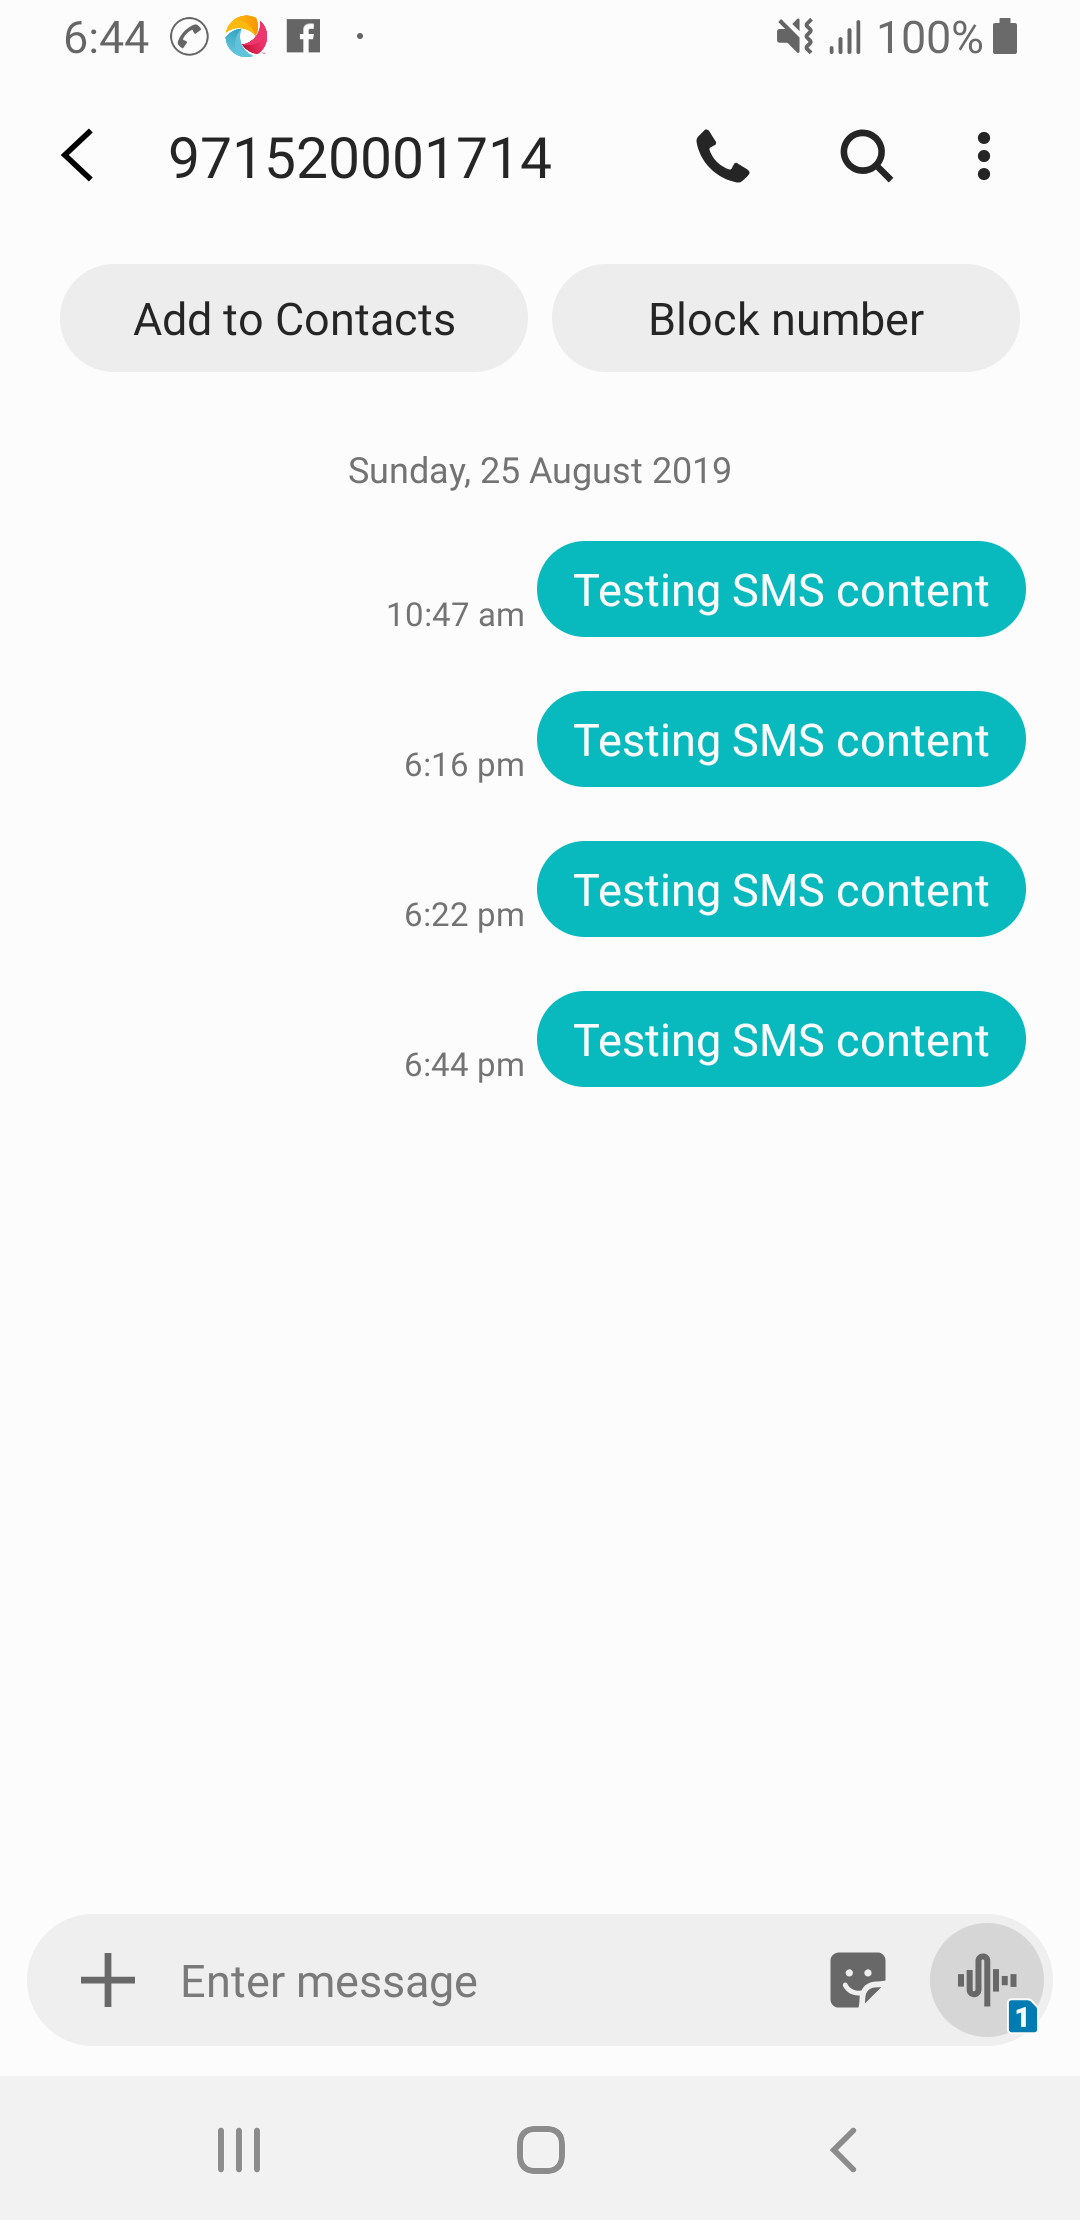 6:44 100%
971520001714
Add to Contacts Block number
Sunday, 25 August 2019
Testing SMS content
10:47 am
Testing SMS content
6:16 pm
Testing SMS content
6:22 pm
Testing SMS content
6:44 pm
Enter message
1